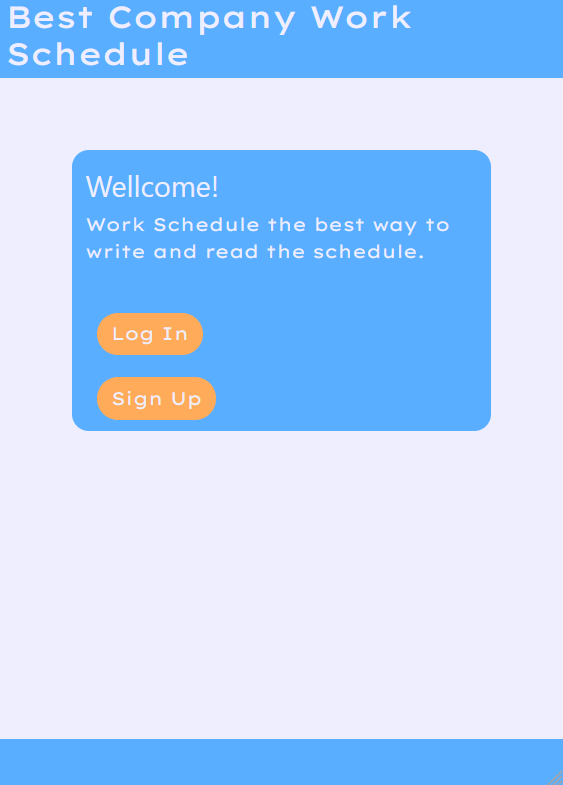 Best Company Work
Schedule
Wellcome!
Work Schedule the best way to
write and read the schedule.
Log In
Sign Up